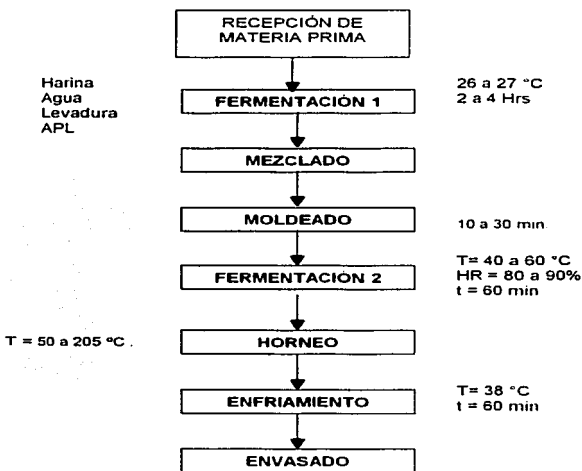 RECEPCIÓN DE
MATERIA PRIMA
Harina
Agua
Levadura
APL
FERMENTACIÓN 1
26 a 27 °C
2 a 4 Hrs
MEZCLADO
MOLDEADO
10 a 30 min.
FERMENTACIÓN 2
T= 40 a 60 °C
HR = 80 a 90%
t = 60 min
T = 50 a 205 ºC .
HORNEO
ENFRIAMIENTO
T= 38 °C
t = 60 min
ENVASADO